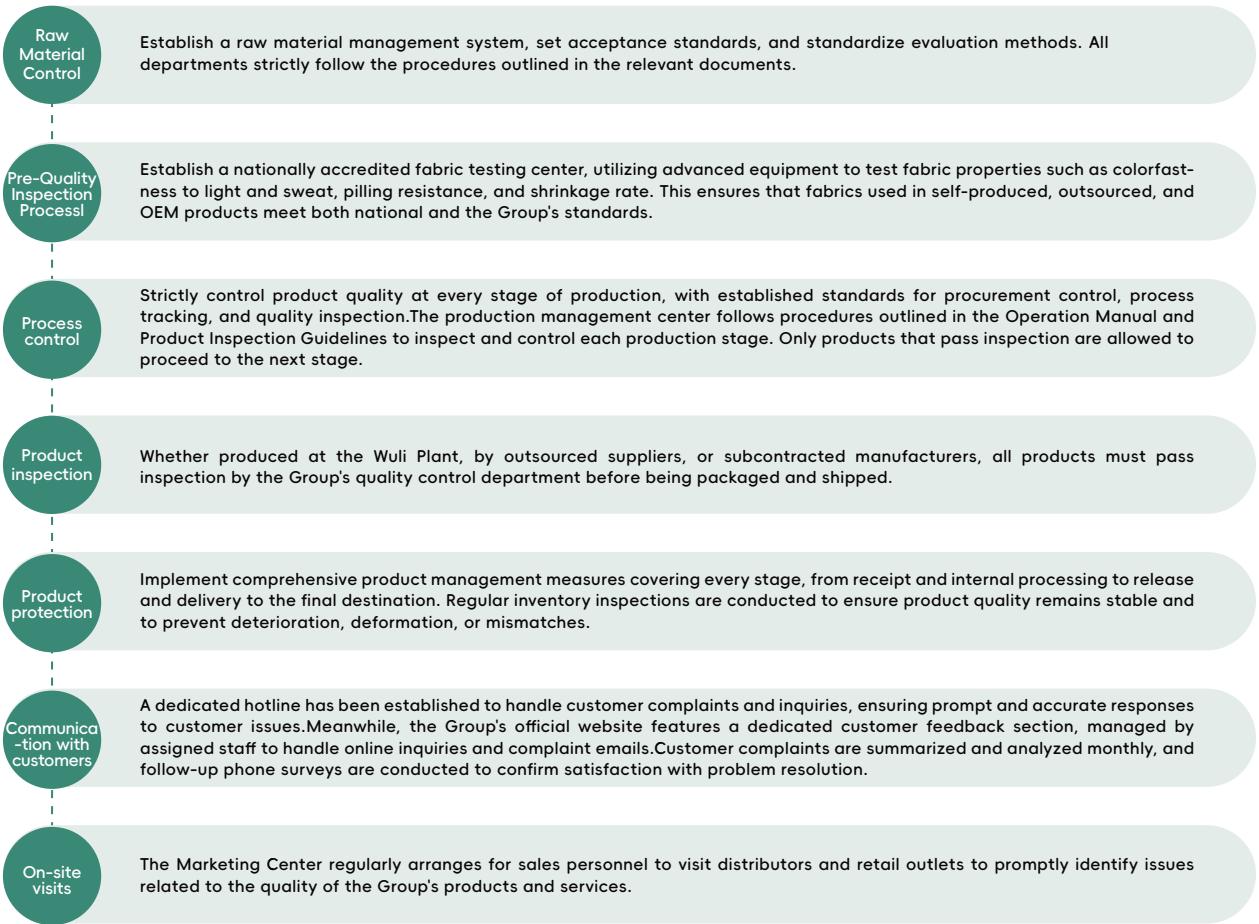 Raw
Material
Control
Establish a raw material management system, set acceptance standards, and standardize evaluation methods. All
departments strictly follow the procedures outlined in the relevant documents.
Pre-Quality
Inspection
Processl
Establish a nationally accredited fabric testing center, utilizing advanced equipment to test fabric properties such as colorfast-
ness to light and sweat, pilling resistance, and shrinkage rate. This ensures that fabrics used in self-produced, outsourced, and
OEM products meet both national and the Group's standards.
Process
control
Strictly control product quality at every stage of production, with established standards for procurement control, process
tracking, and quality inspection.The production management center follows procedures outlined in the Operation Manual and
Product Inspection Guidelines to inspect and control each production stage. Only products that pass inspection are allowed to
proceed to the next stage.
Product
inspection
Whether produced at the Wuli Plant, by outsourced suppliers, or subcontracted manufacturers, all products must pass
inspection by the Group's quality control department before being packaged and shipped.
Product
protection
Implement comprehensive product management measures covering every stage, from receipt and internal processing to release
and delivery to the final destination. Regular inventory inspections are conducted to ensure product quality remains stable and
to prevent deterioration, deformation, or mismatches.
Communica
-tion with
customers
A dedicated hotline has been established to handle customer complaints and inquiries, ensuring prompt and accurate responses
to customer issues.Meanwhile, the Group's official website features a dedicated customer feedback section, managed by
assigned staff to handle online inquiries and complaint emails.Customer complaints are summarized and analyzed monthly, and
follow-up phone surveys are conducted to confirm satisfaction with problem resolution.
On-site
visits
The Marketing Center regularly arranges for sales personnel to visit distributors and retail outlets to promptly identify issues
related to the quality of the Group's products and services.